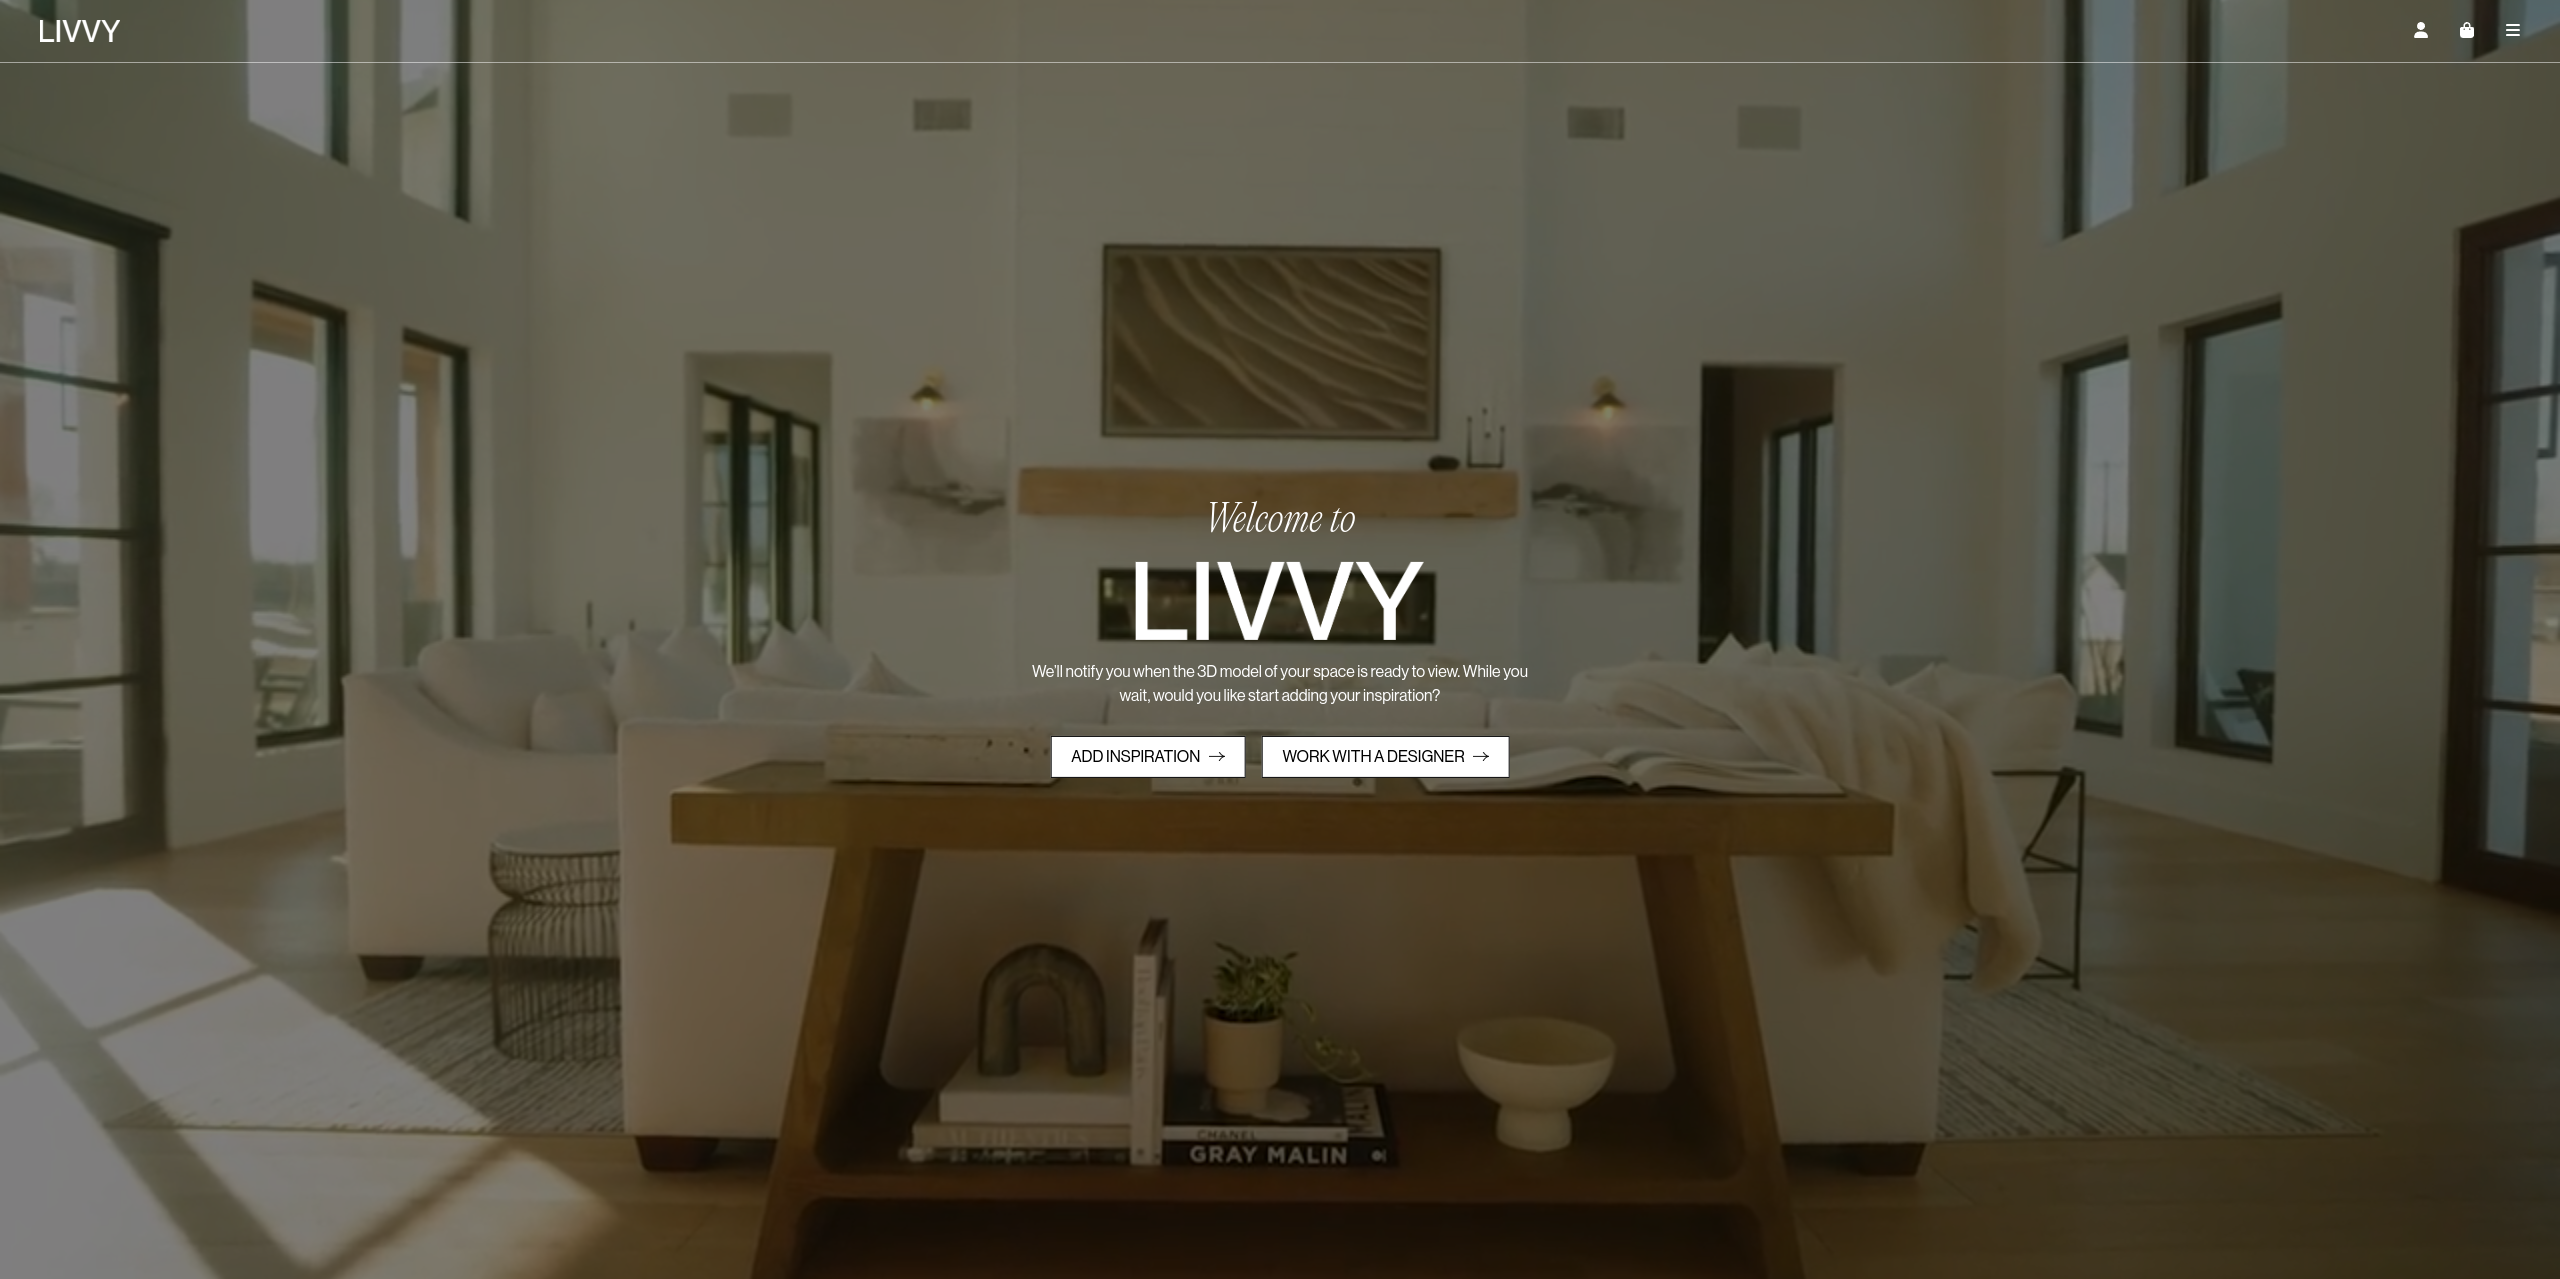 LIVVY
Welcome to
LIVVY
We'll notify you when the 3D model of your space is ready to view. While you
wait, would you like start adding your inspiration?
ADD INSPIRATION
WORK WITH A DESIGNER
CHANEL
GRAY MALIN
MALIN